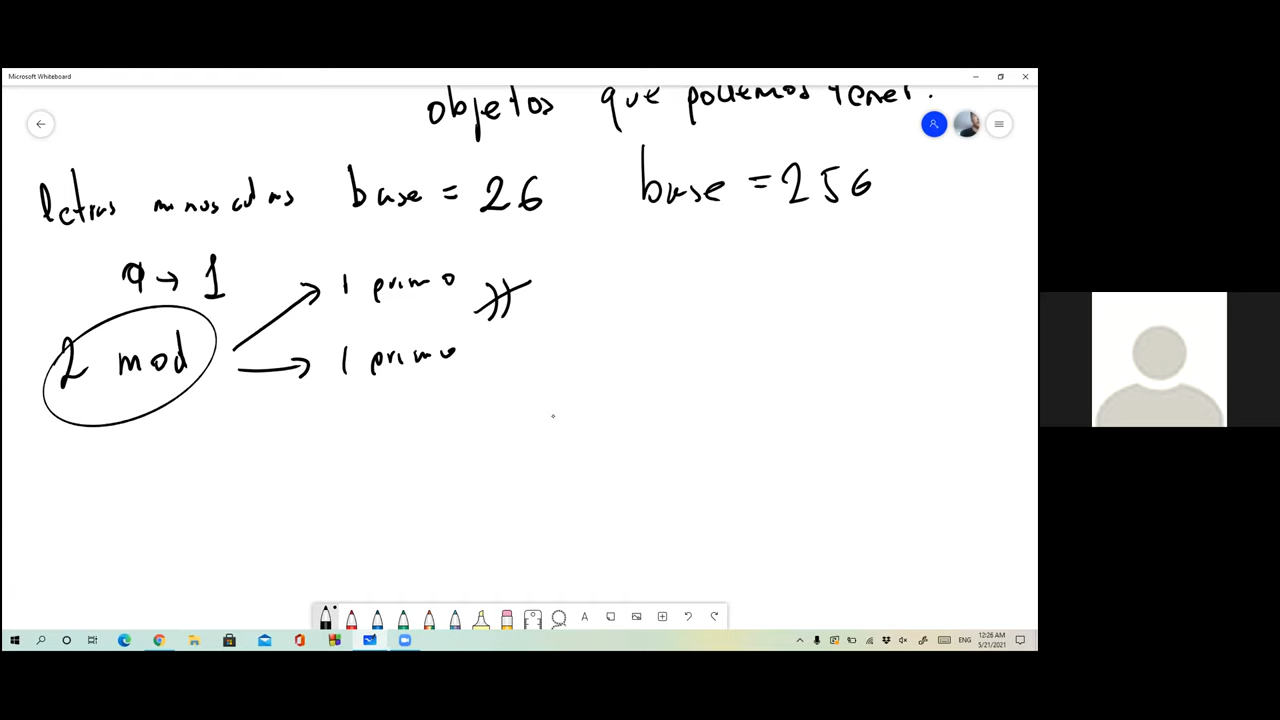 Microsoft Whiteboard
objetos que podemos tener.
letras minusculas base = 26 base = 256
a → 1
1 primo
2 mod
1 primo
A
ENG
12:26 AM
5/21/2021